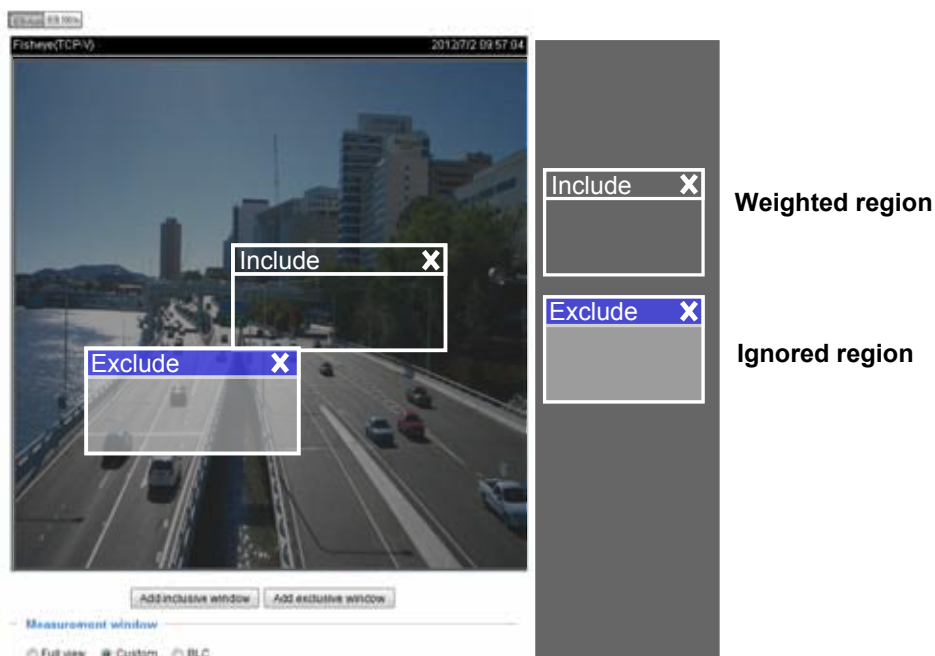 Fisheye(TCP-V) 2012/7/2 09:57:04
Include
Exclude
Include
Weighted region
Exclude
Ignored region
Add inclusive window Add exclusive window
Measurement window
Full view Custom BLC